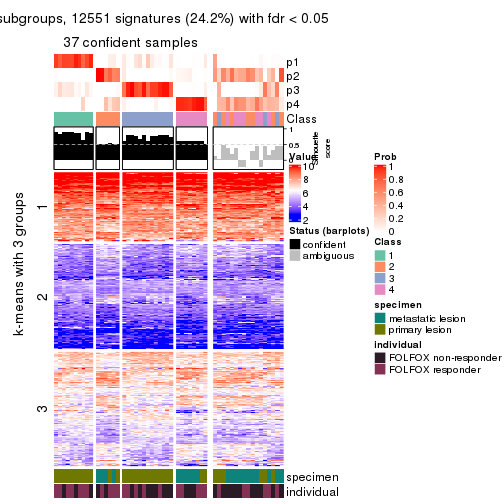 subgroups, 12551 signatures (24.2%) with fdr < 0.05
37 confident samples
p1
p2
p3
p4
Class
1
0.5
0
Silhouette
score
k-means with 3 groups
1
2
3
specimen
individual
Value
10
8
6
4
2
Status (barplots)
confident
ambiguous
Prob
1
0.8
0.6
0.4
0.2
0
Class
1
2
3
4
specimen
metastatic lesion
primary lesion
individual
FOLFOX non-responder
FOLFOX responder